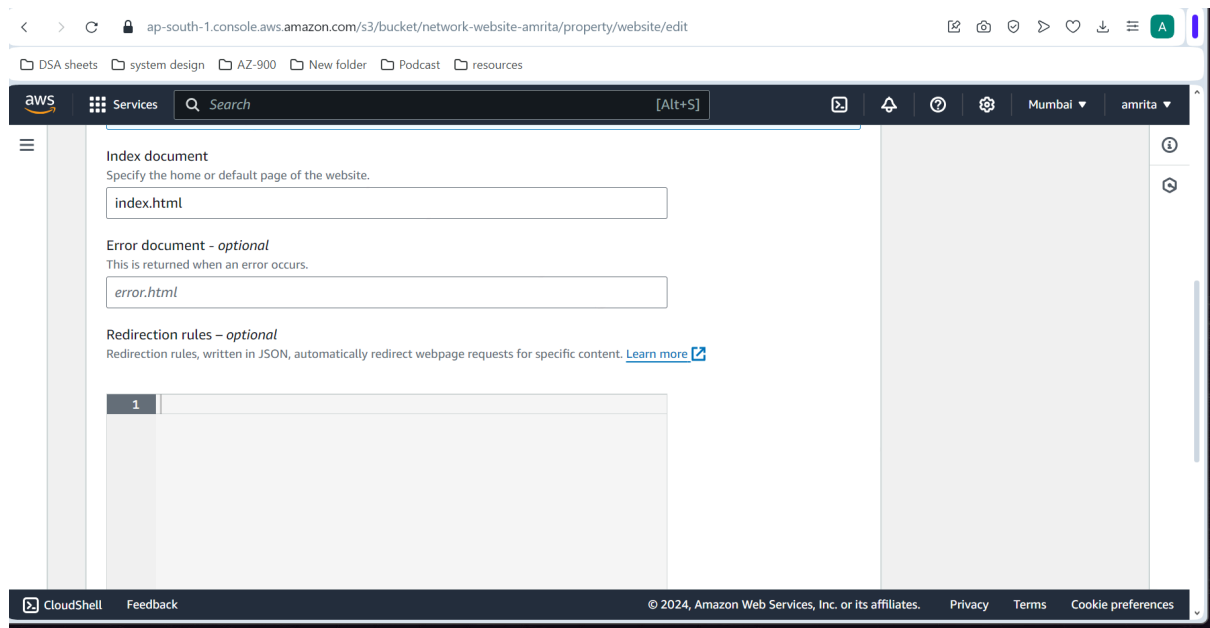 ap-south-1.console.aws.amazon.com/s3/bucket/network-website-amrita/property/website/edit
A
DSA sheets system design AZ-900 New folder Podcast resources
aws Services Search [Alt+S] Mumbai amrita
Index document
Specify the home or default page of the website.
index.html
Error document - optional
This is returned when an error occurs.
error.html
Redirection rules – optional
Redirection rules, written in JSON, automatically redirect webpage requests for specific content. Learn more
1
CloudShell Feedback © 2024, Amazon Web Services, Inc. or its affiliates. Privacy Terms Cookie preferences